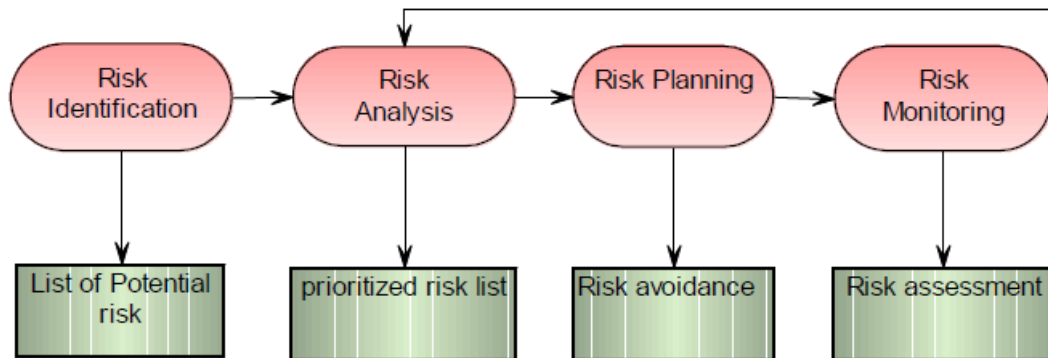 Risk
Identification
Risk
Analysis
Risk Planning
Risk
Monitoring
List of Potential
risk
prioritized risk list
Risk avoidance
Risk assessment